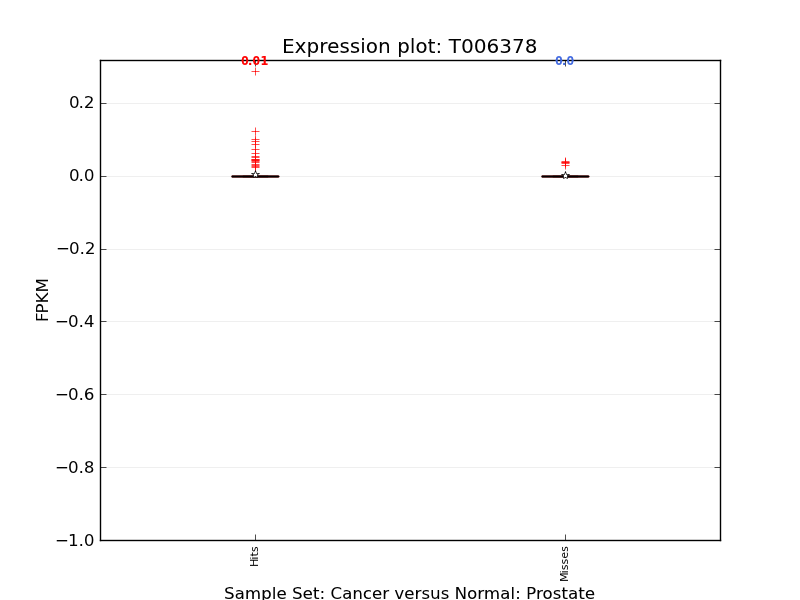 Expression plot: T006378
0.01
0.0
0.2
0.0
−0.2
−0.4
−0.6
−0.8
−1.0
FPKM
Hits
Misses
Sample Set: Cancer versus Normal: Prostate